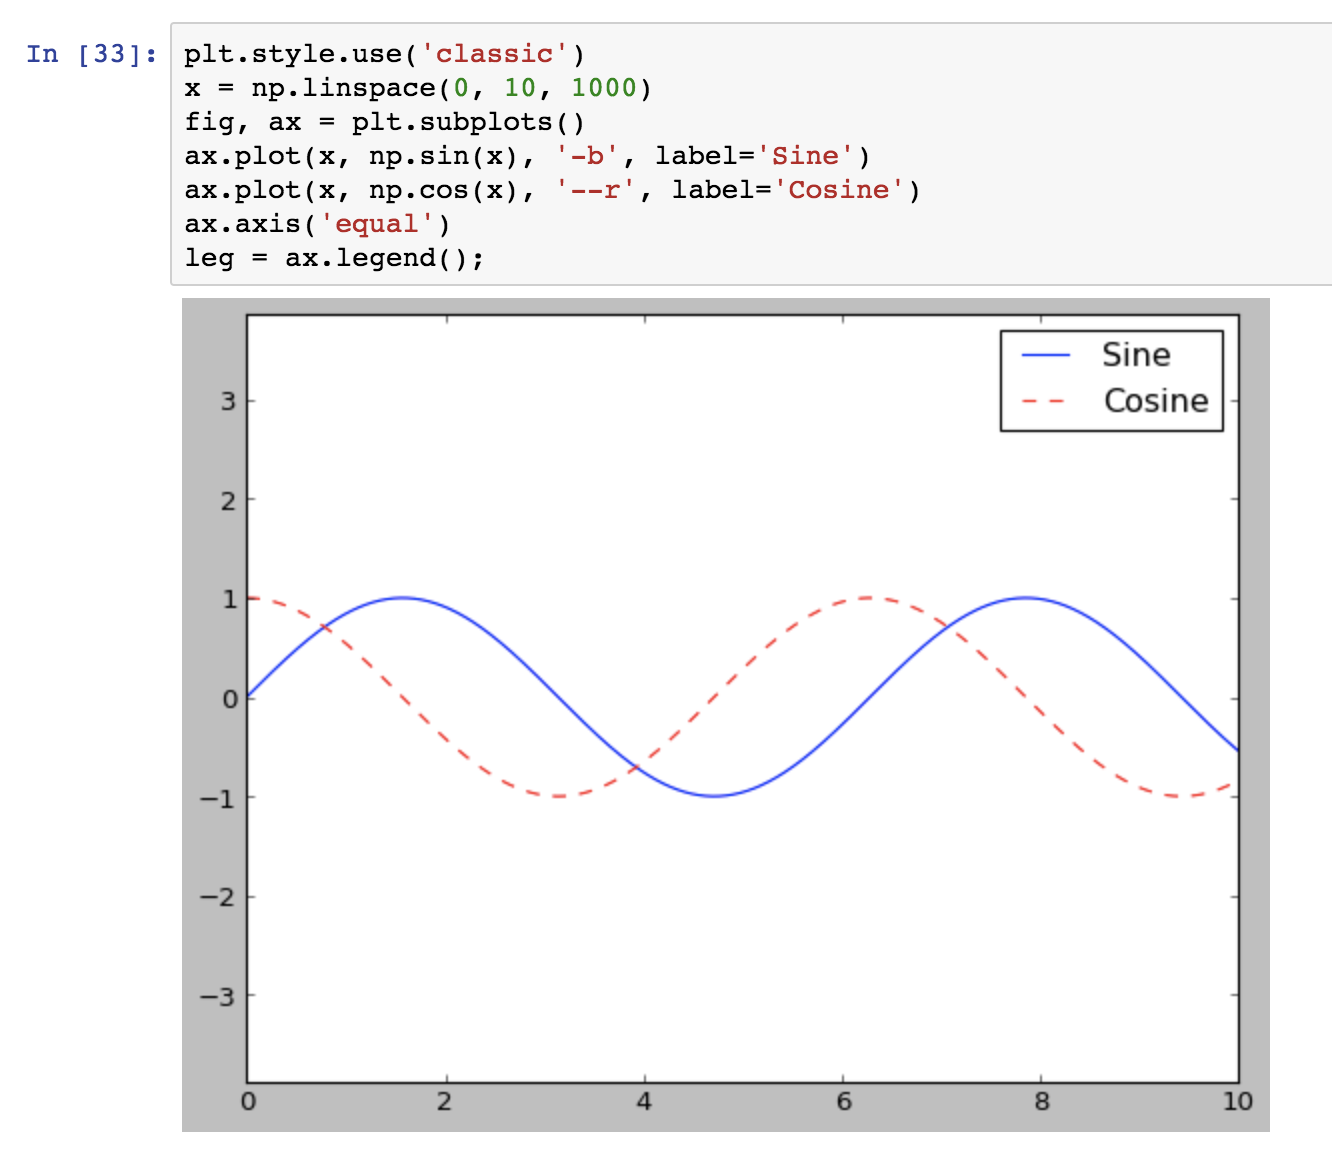 In [33]:
plt.style.use('classic')
x = np.linspace(0, 10, 1000)
fig, ax = plt.subplots()
ax.plot(x, np.sin(x), '-b', label='Sine')
ax.plot(x, np.cos(x), '--r', label='Cosine')
ax.axis('equal')
leg = ax.legend();
Sine
Cosine
3
2
1
0
−1
−2
−3
0 2 4 6 8 10